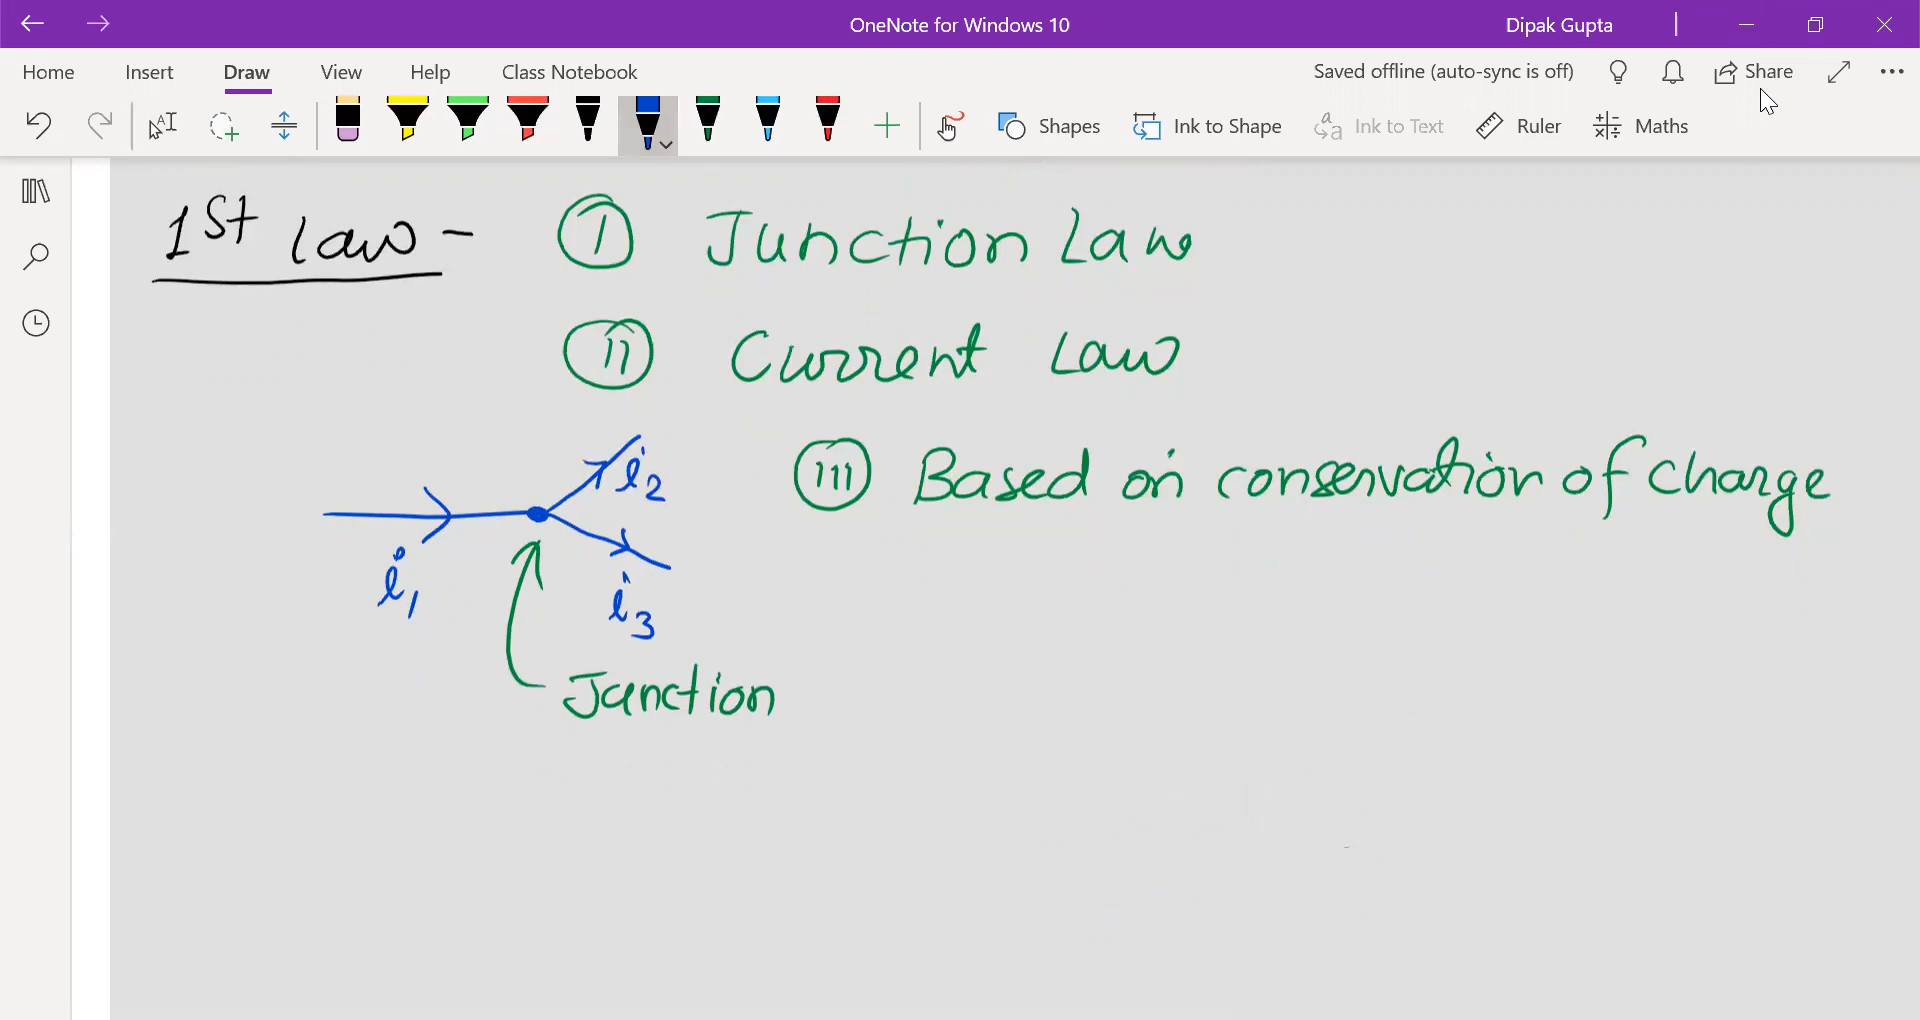 OneNote for Windows 10
Dipak Gupta
Home Insert Draw View Help Class Notebook
Saved offline (auto-sync is off) Share
Shapes Ink to Shape Ink to Text Ruler Maths
1st law - I Junction Law
II Current Law
III Based on conservation of charge
i2
i1
i3
Junction